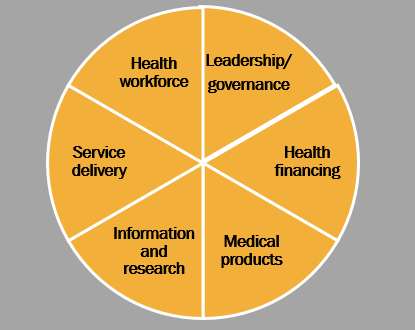 Health
workforce
Leadership/
governance
Service
delivery
Health
financing
Information
and
research
Medical
products